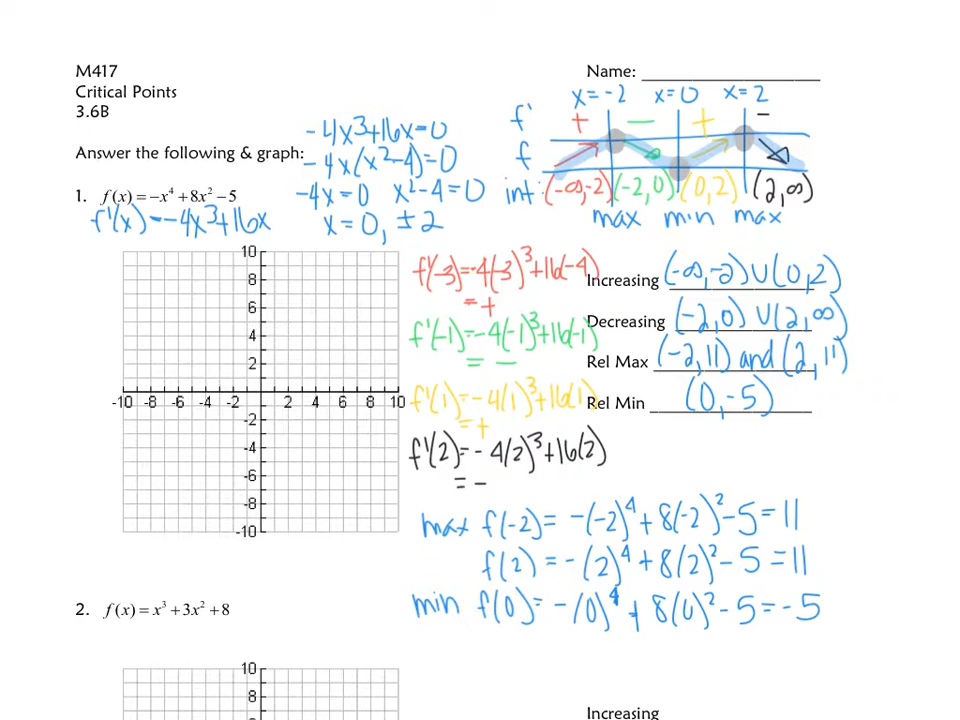 M417
Critical Points
3.6B
Name: ____________________
x=-2 x=0 x=2
f' + − + −
f
int: (-∞,-2) (-2,0) (0,2) (2,∞)
max min max
Answer the following & graph:
-4x³+16x=0
-4x(x²-4)=0
-4x=0 x²-4=0
x=0, ±2
1. f(x) = −x⁴ + 8x² − 5
f'(x)=-4x³+16x
10
8
6
4
2
-10 -8 -6 -4 -2 2 4 6 8 10
-2
-4
-6
-8
-10
f'(-3)=-4(-3)³+16(-4)
= +
f'(-1)=-4(-1)³+16(-1)
= −
f'(1)=-4(1)³+16(1)
= +
f'(2)=-4(2)³+16(2)
= −
Increasing (-∞,-2)∪(0,2)
Decreasing (-2,0)∪(2,∞)
Rel Max (-2,11) and (2,11)
Rel Min (0,-5)
max f(-2)= -(-2)⁴+8(-2)²-5=11
f(2)=-(2)⁴+8(2)²-5=11
min f(0)=-(0)⁴+8(0)²-5=-5
2. f(x) = x³ + 3x² + 8
10
8
Increasing